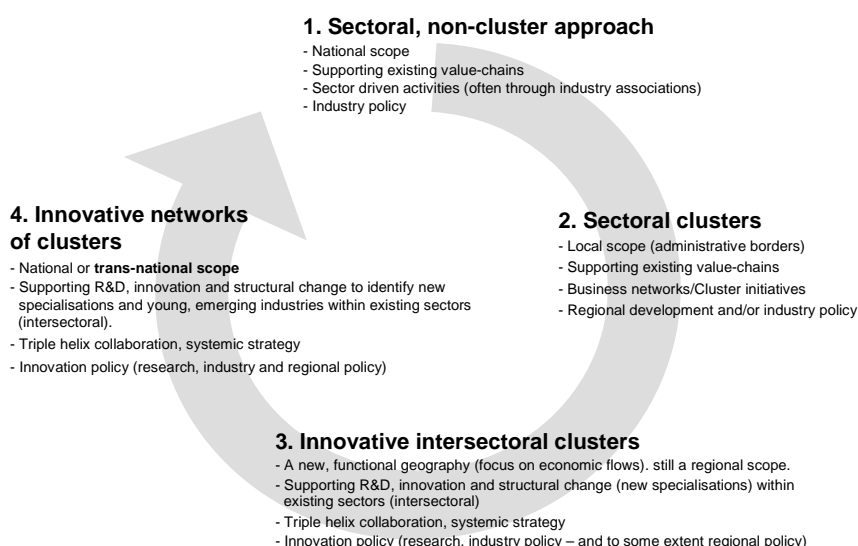 1. Sectoral, non-cluster approach
- National scope
- Supporting existing value-chains
- Sector driven activities (often through industry associations)
- Industry policy
2. Sectoral clusters
- Local scope (administrative borders)
- Supporting existing value-chains
- Business networks/Cluster initiatives
- Regional development and/or industry policy
3. Innovative intersectoral clusters
- A new, functional geography (focus on economic flows). still a regional scope.
- Supporting R&D, innovation and structural change (new specialisations) within
existing sectors (intersectoral)
- Triple helix collaboration, systemic strategy
- Innovation policy (research, industry policy – and to some extent regional policy)
4. Innovative networks
of clusters
- National or trans-national scope
- Supporting R&D, innovation and structural change to identify new
specialisations and young, emerging industries within existing sectors
(intersectoral).
- Triple helix collaboration, systemic strategy
- Innovation policy (research, industry and regional policy)